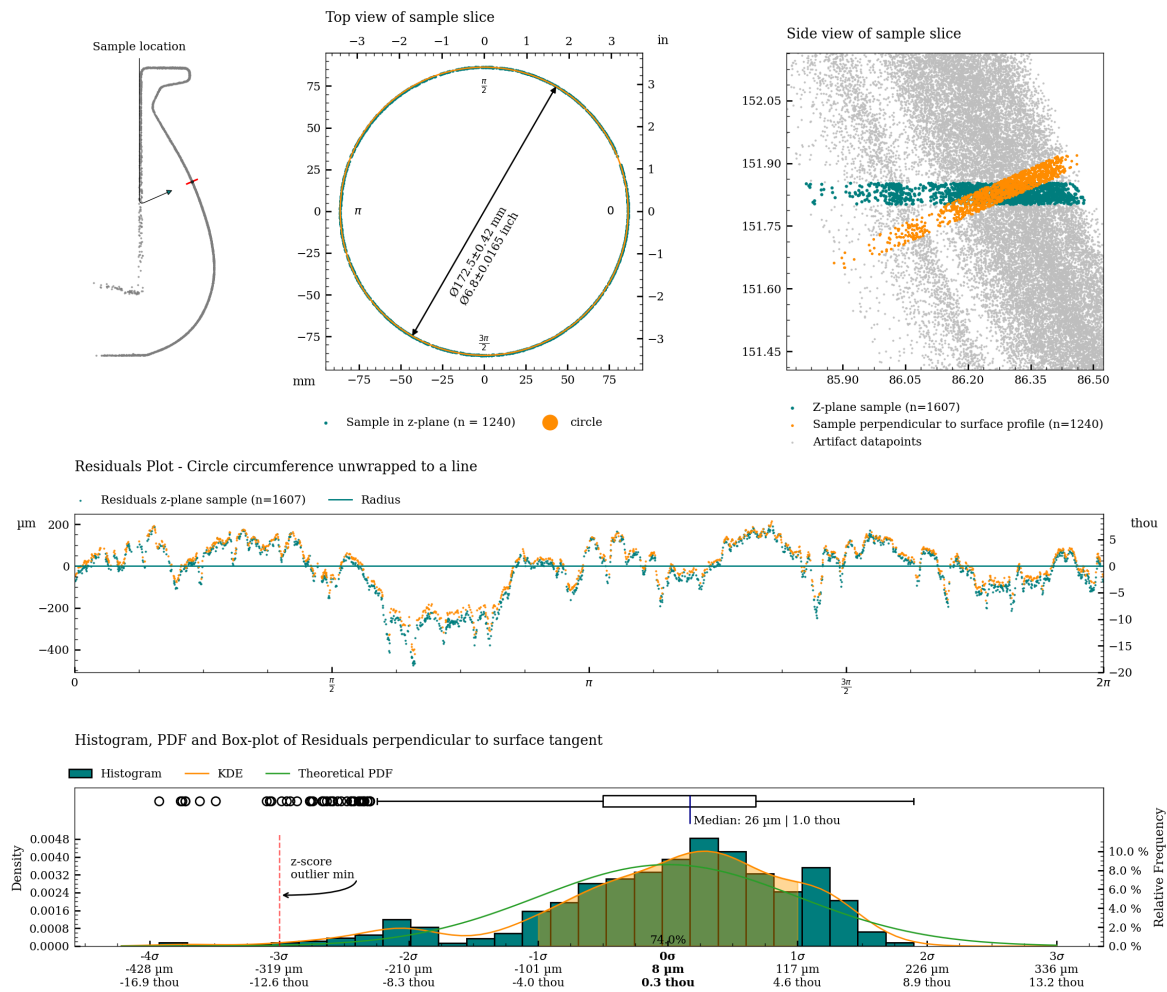 Sample location
Top view of sample slice
−3 −2 −1 0 1 2 3 in
75
50
25
0
−25
−50
−75
3
2
1
0
−1
−2
−3
π/2
π
0
3π/2
Ø172.5±0.42 mm
Ø6.8±0.0165 inch
mm −75 −50 −25 0 25 50 75
Sample in z-plane (n = 1240) circle
Side view of sample slice
152.05
151.90
151.75
151.60
151.45
85.90 86.05 86.20 86.35 86.50
Z-plane sample (n=1607)
Sample perpendicular to surface profile (n=1240)
Artifact datapoints
Residuals Plot - Circle circumference unwrapped to a line
Residuals z-plane sample (n=1607) Radius
µm
200
0
−200
−400
thou
5
0
−5
−10
−15
−20
0 π/2 π 3π/2 2π
Histogram, PDF and Box-plot of Residuals perpendicular to surface tangent
Histogram KDE Theoretical PDF
Median: 26 µm | 1.0 thou
Density
0.0048
0.0040
0.0032
0.0024
0.0016
0.0008
0.0000
z-score
outlier min
74.0%
Relative Frequency
10.0 %
8.0 %
6.0 %
4.0 %
2.0 %
0.0 %
-4σ -3σ -2σ -1σ 0σ 1σ 2σ 3σ
-428 µm -319 µm -210 µm -101 µm 8 µm 117 µm 226 µm 336 µm
-16.9 thou -12.6 thou -8.3 thou -4.0 thou 0.3 thou 4.6 thou 8.9 thou 13.2 thou